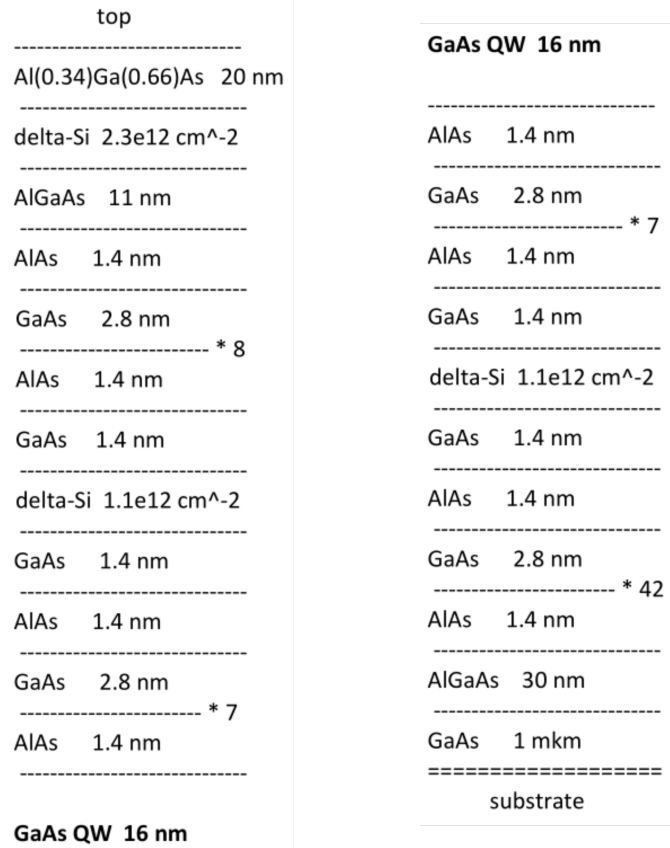 top
------------------------------
Al(0.34)Ga(0.66)As 20 nm
------------------------------
delta-Si 2.3e12 cm^-2
------------------------------
AlGaAs 11 nm
------------------------------
AlAs 1.4 nm
------------------------------
GaAs 2.8 nm
------------------------- * 8
AlAs 1.4 nm
------------------------------
GaAs 1.4 nm
------------------------------
delta-Si 1.1e12 cm^-2
------------------------------
GaAs 1.4 nm
------------------------------
AlAs 1.4 nm
------------------------------
GaAs 2.8 nm
------------------------ * 7
AlAs 1.4 nm
------------------------------
GaAs QW 16 nm
GaAs QW 16 nm
------------------------------
AlAs 1.4 nm
------------------------------
GaAs 2.8 nm
------------------------- * 7
AlAs 1.4 nm
------------------------------
GaAs 1.4 nm
------------------------------
delta-Si 1.1e12 cm^-2
------------------------------
GaAs 1.4 nm
------------------------------
AlAs 1.4 nm
------------------------------
GaAs 2.8 nm
------------------------ * 42
AlAs 1.4 nm
------------------------------
AlGaAs 30 nm
------------------------------
GaAs 1 mkm
===================
substrate